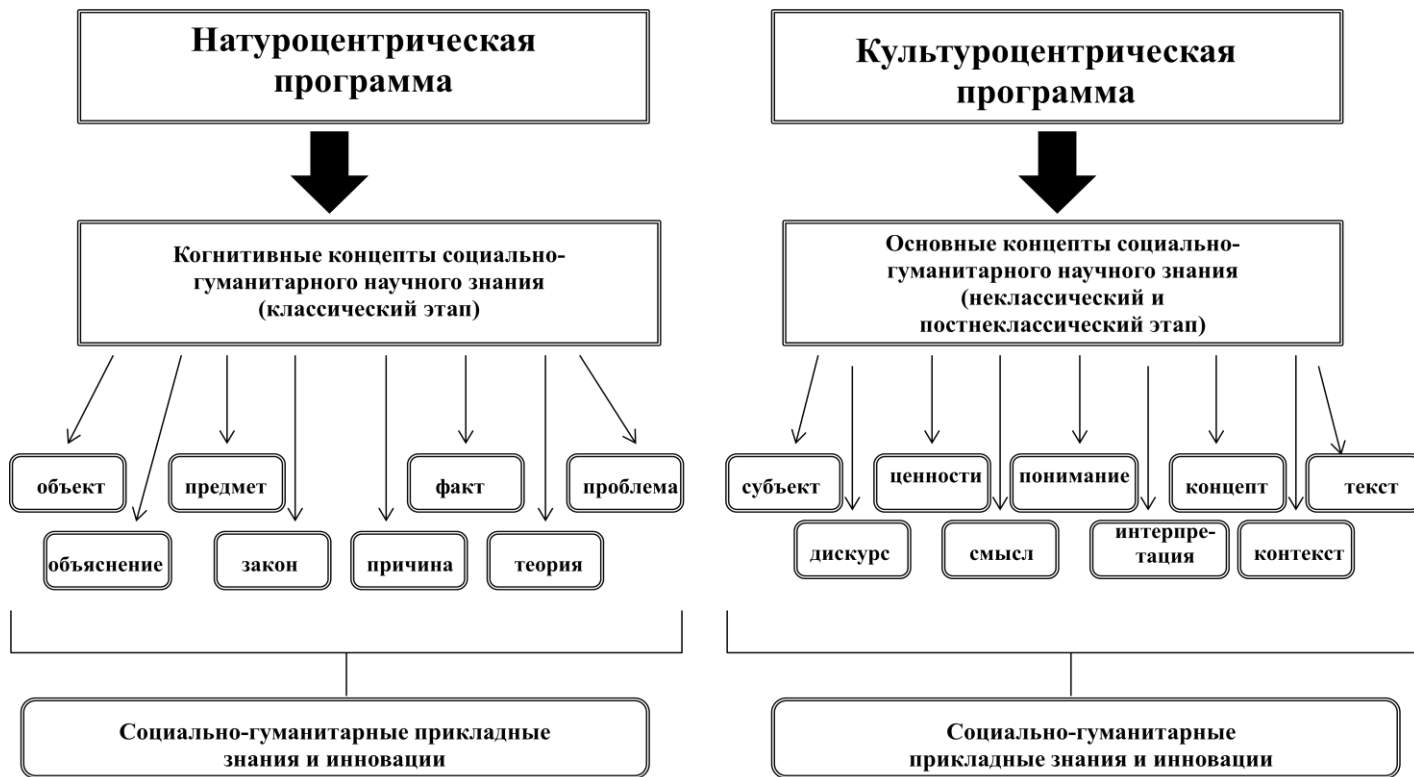 Натуроцентрическая
программа
Когнитивные концепты социально-
гуманитарного научного знания
(классический этап)
объект
предмет
факт
проблема
объяснение
закон
причина
теория
Социально-гуманитарные прикладные
знания и инновации
Культуроцентрическая
программа
Основные концепты социально-
гуманитарного научного знания
(неклассический и
постнеклассический этап)
субъект
ценности
понимание
концепт
текст
дискурс
смысл
интерпре-
тация
контекст
Социально-гуманитарные
прикладные знания и инновации